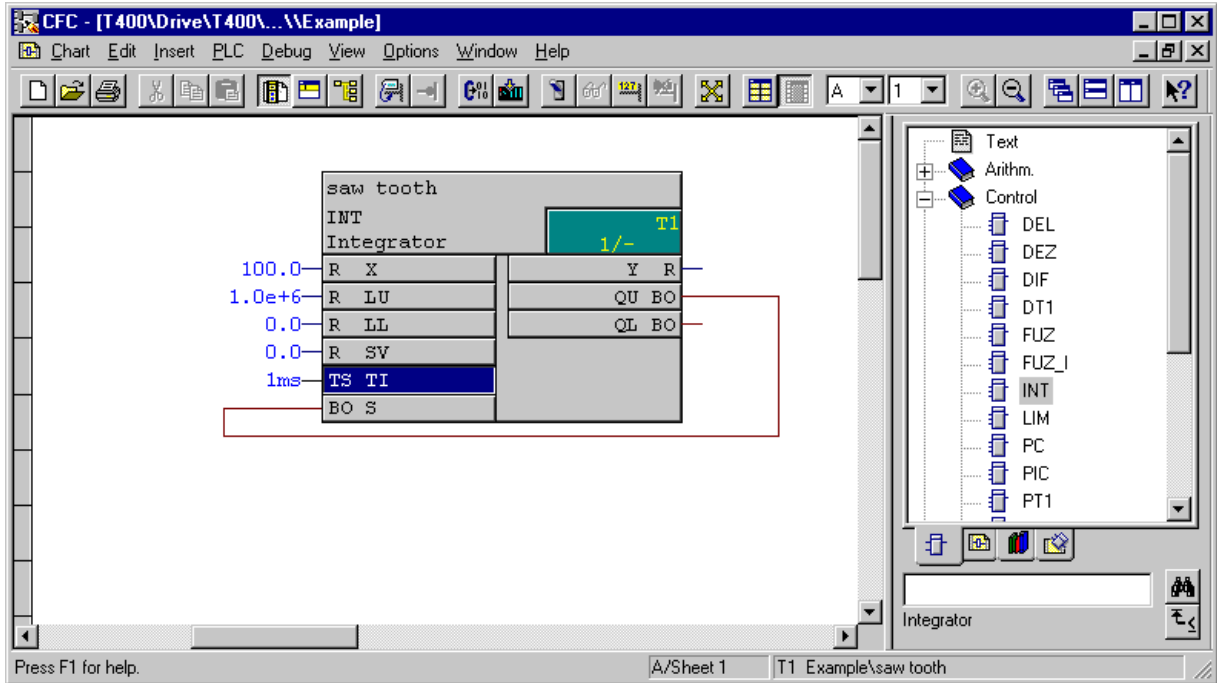 CFC - [T400\Drive\T400\...\\Example]
Chart Edit Insert PLC Debug View Options Window Help
A 1
saw tooth
INT
Integrator
T1
1/-
100.0 R X Y R
1.0e+6 R LU QU BO
0.0 R LL QL BO
0.0 R SV
1ms TS TI
BO S
Text
Arithm.
Control
DEL
DEZ
DIF
DT1
FUZ
FUZ_I
INT
LIM
PC
PIC
PT1
Integrator
Press F1 for help.
A/Sheet 1
T1 Example\saw tooth